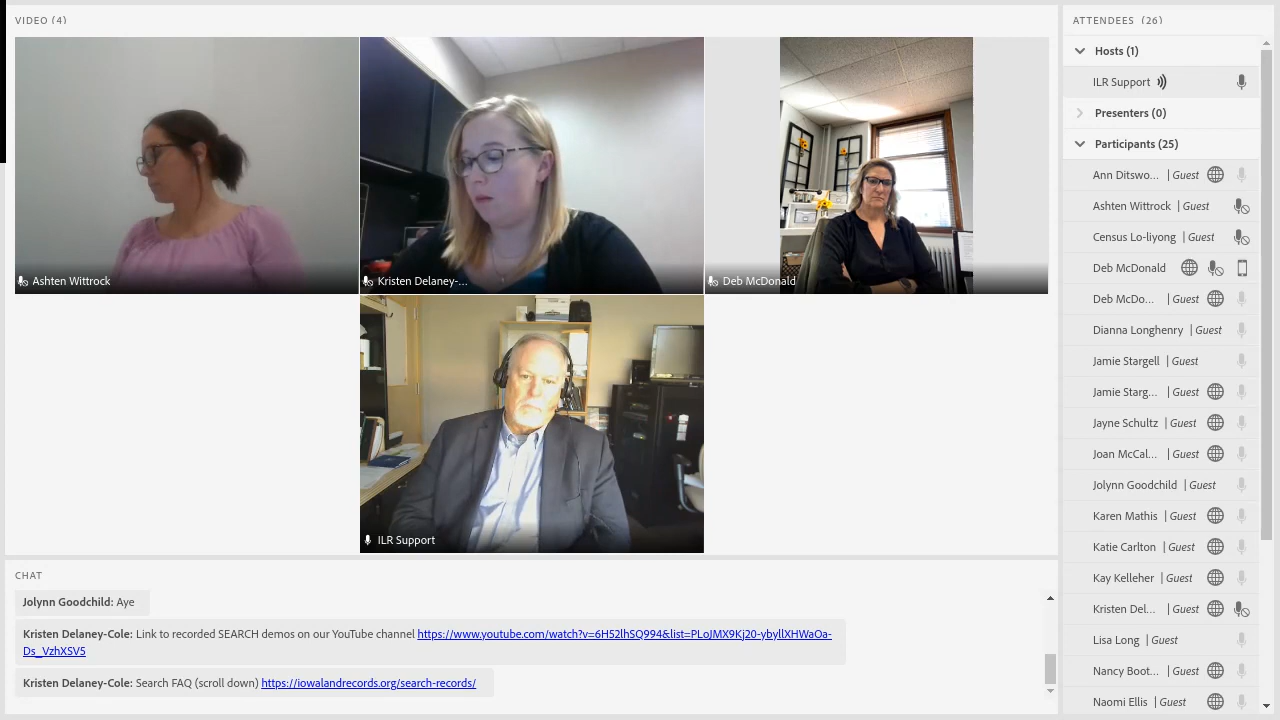 VIDEO (4)
Ashten Wittrock
Kristen Delaney-...
Deb McDonald
ILR Support
CHAT
Jolynn Goodchild: Aye
Kristen Delaney-Cole: Link to recorded SEARCH demos on our YouTube channel https://www.youtube.com/watch?v=6H52lhSQ994&list=PLoJMX9Kj20-ybyllXHWaOa-
Ds_VzhXSV5
Kristen Delaney-Cole: Search FAQ (scroll down) https://iowalandrecords.org/search-records/
ATTENDEES (26)
Hosts (1)
ILR Support
Presenters (0)
Participants (25)
Ann Ditswo... | Guest
Ashten Wittrock | Guest
Census Lo-liyong | Guest
Deb McDonald
Deb McDo... | Guest
Dianna Longhenry | Guest
Jamie Stargell | Guest
Jamie Starg... | Guest
Jayne Schultz | Guest
Joan McCal... | Guest
Jolynn Goodchild | Guest
Karen Mathis | Guest
Katie Carlton | Guest
Kay Kelleher | Guest
Kristen Del... | Guest
Lisa Long | Guest
Nancy Boot... | Guest
Naomi Ellis | Guest